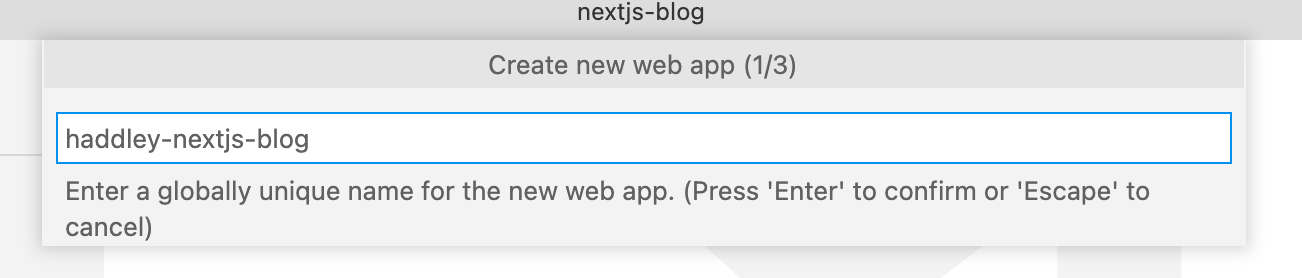 nextjs-blog
Create new web app (1/3)
haddley-nextjs-blog
Enter a globally unique name for the new web app. (Press 'Enter' to confirm or 'Escape' to
cancel)